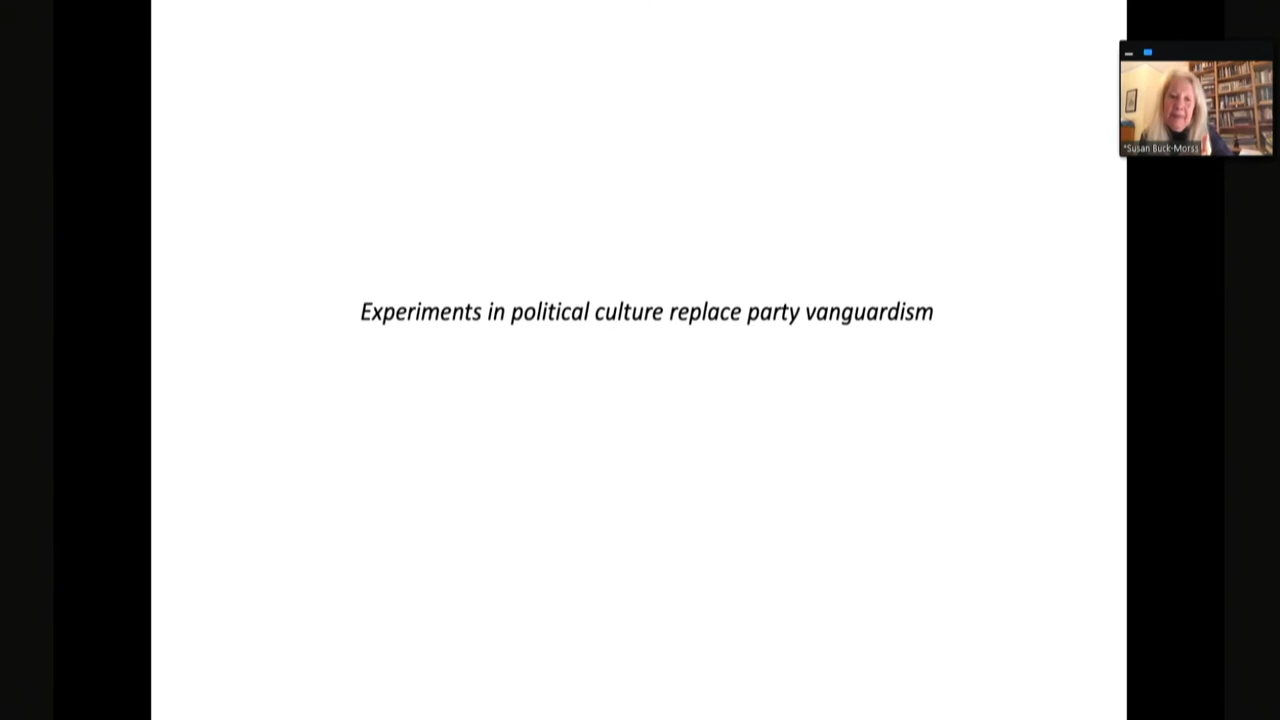 Experiments in political culture replace party vanguardism
*Susan Buck-Morss